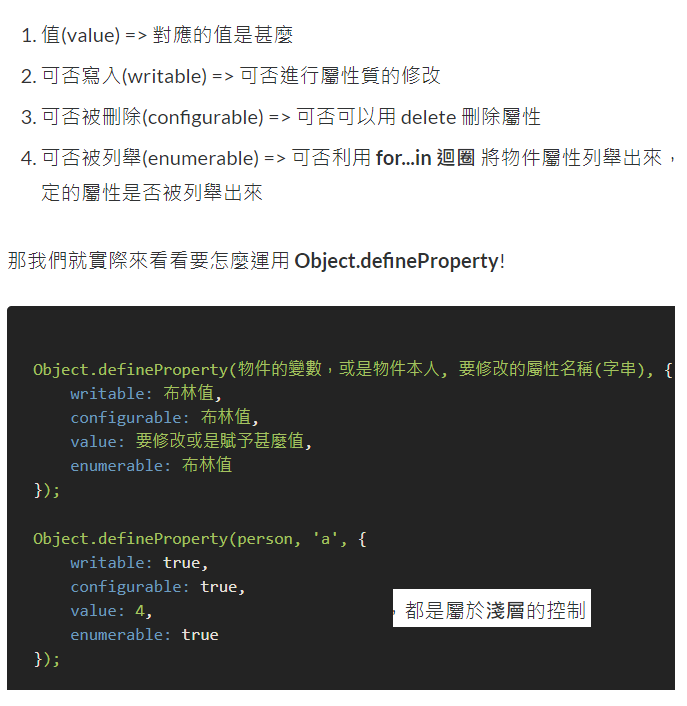 1. 值(value) => 對應的值是甚麼
2. 可否寫入(writable) => 可否進行屬性質的修改
3. 可否被刪除(configurable) => 可否可以用 delete 刪除屬性
4. 可否被列舉(enumerable) => 可否利用 for...in 迴圈 將物件屬性列舉出來，
定的屬性是否被列舉出來
那我們就實際來看看要怎麼運用 Object.defineProperty!
Object.defineProperty(物件的變數，或是物件本人, 要修改的屬性名稱(字串), {
writable: 布林值,
configurable: 布林值,
value: 要修改或是賦予甚麼值,
enumerable: 布林值
});
Object.defineProperty(person, 'a', {
writable: true,
configurable: true,
value: 4,
，都是屬於淺層的控制
enumerable: true
});